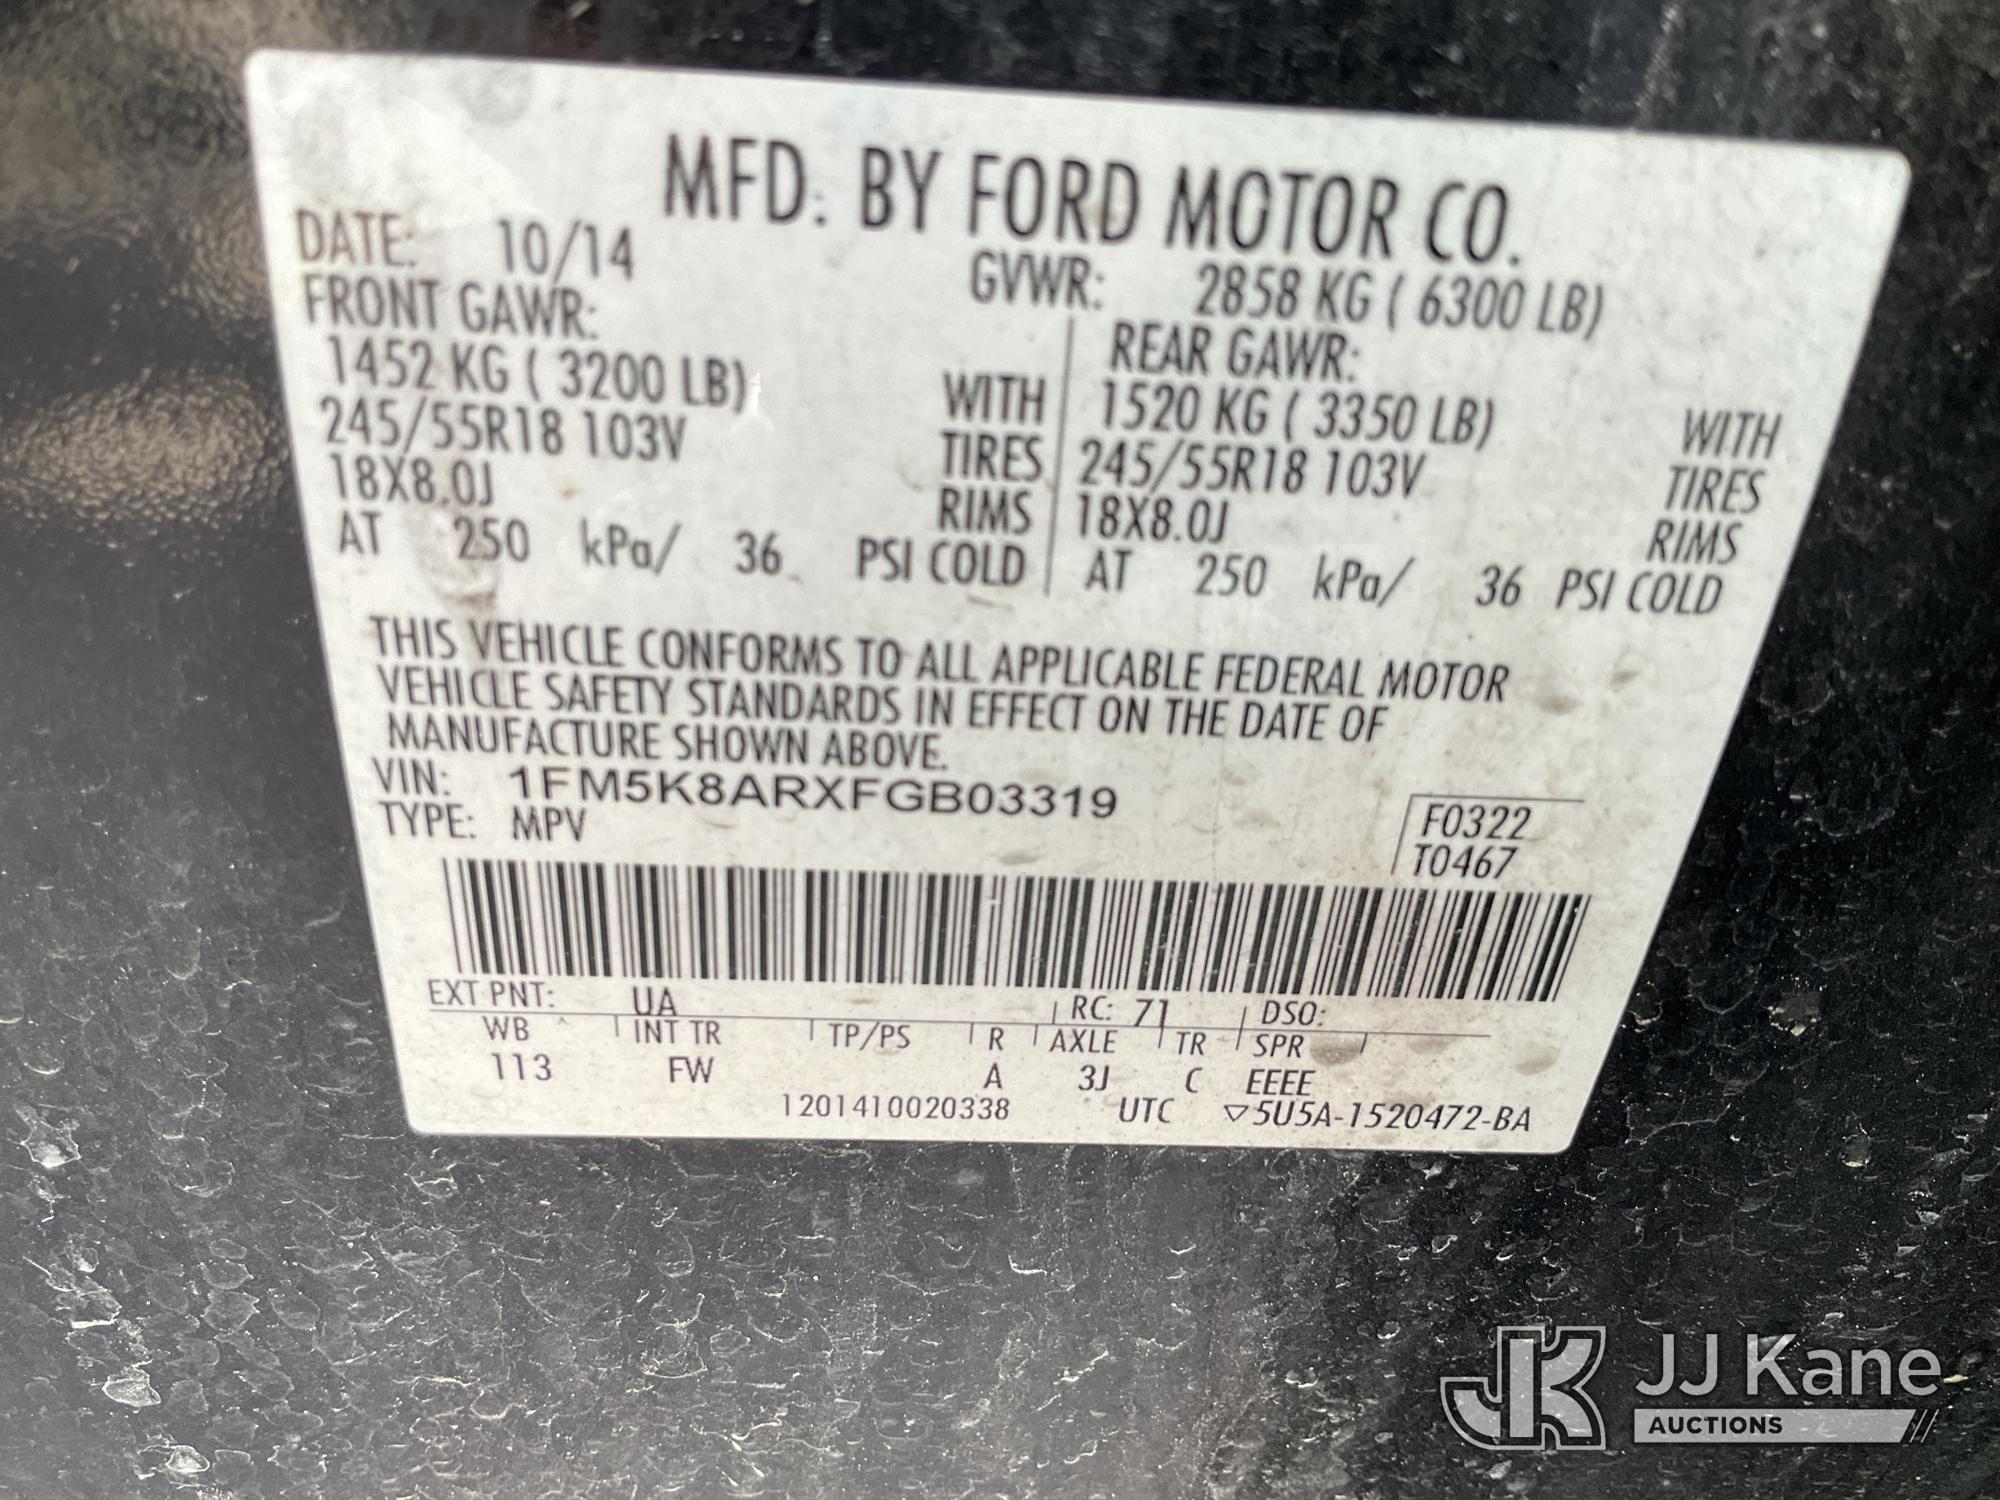 MFD. BY FORD MOTOR CO.
DATE: 10/14 GVWR: 2858 KG ( 6300 LB)
FRONT GAWR: REAR GAWR:
1452 KG ( 3200 LB) WITH 1520 KG ( 3350 LB) WITH
245/55R18 103V TIRES 245/55R18 103V TIRES
18X8.0J RIMS 18X8.0J RIMS
AT 250 kPa/ 36 PSI COLD AT 250 kPa/ 36 PSI COLD
THIS VEHICLE CONFORMS TO ALL APPLICABLE FEDERAL MOTOR
VEHICLE SAFETY STANDARDS IN EFFECT ON THE DATE OF
MANUFACTURE SHOWN ABOVE.
VIN: 1FM5K8ARXFGB03319
TYPE: MPV
F0322
T0467
EXT PNT: UA RC: 71 DSO:
WB INT TR TP/PS R AXLE TR SPR
113 FW A 3J C EEEE
1201410020338 UTC ▽5U5A-1520472-BA
JK JJ Kane
AUCTIONS